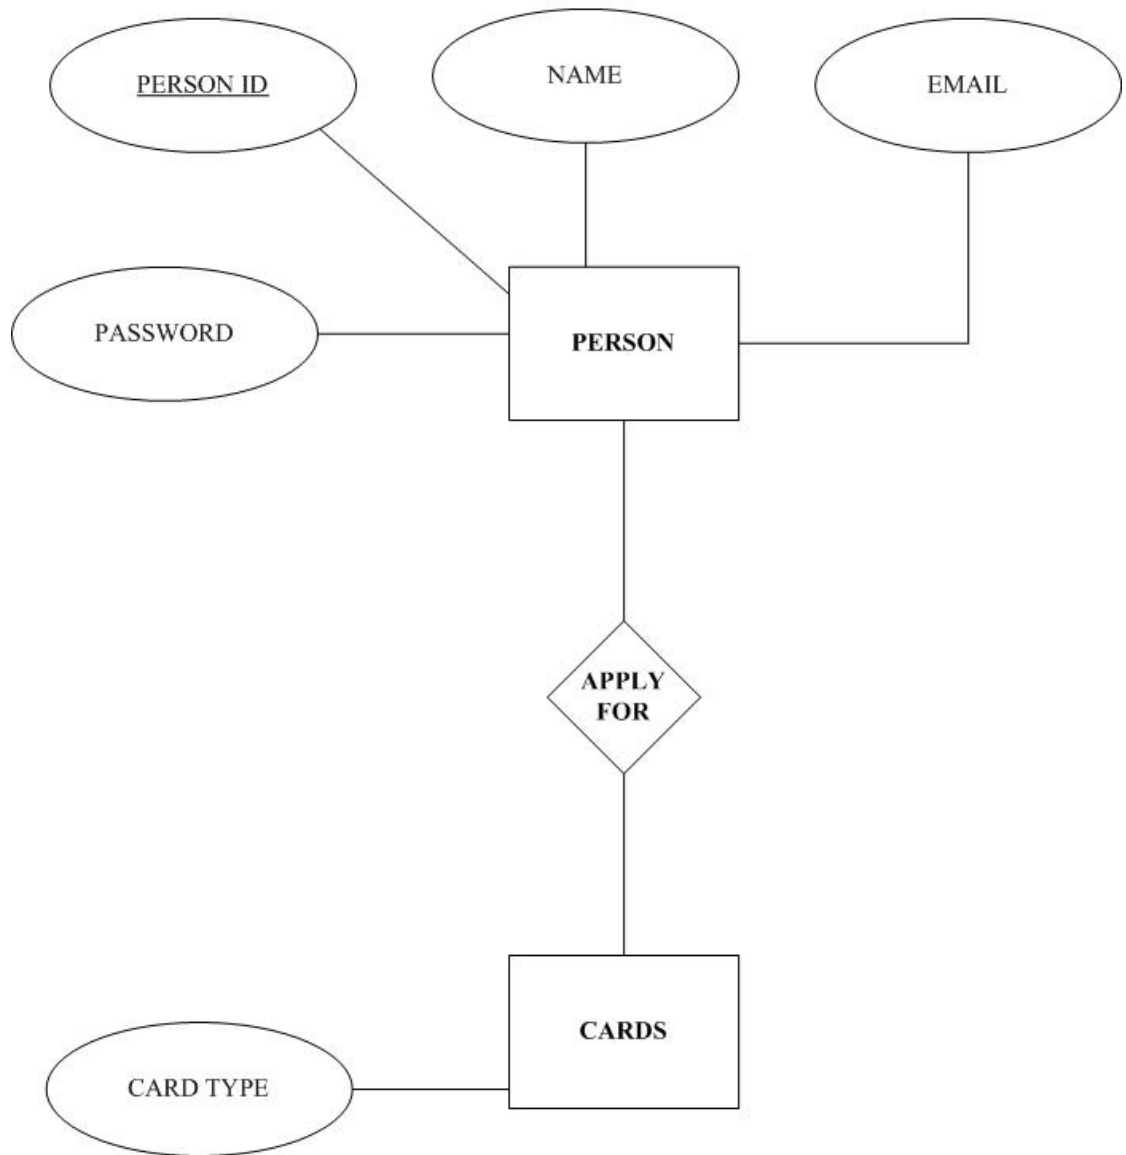 PERSON ID
NAME
EMAIL
PASSWORD
PERSON
APPLY
FOR
CARDS
CARD TYPE